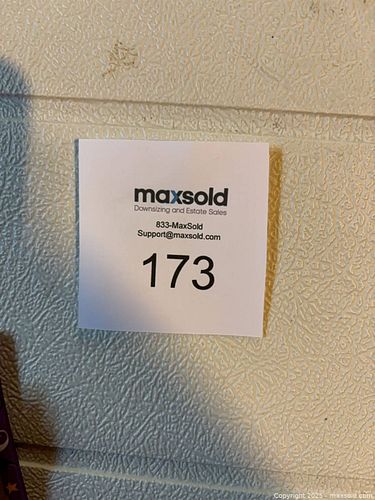 maxsold
Downsizing and Estate Sales
833-MaxSold
Support@maxsold.com
173
Copyright 2025 - maxsold.com